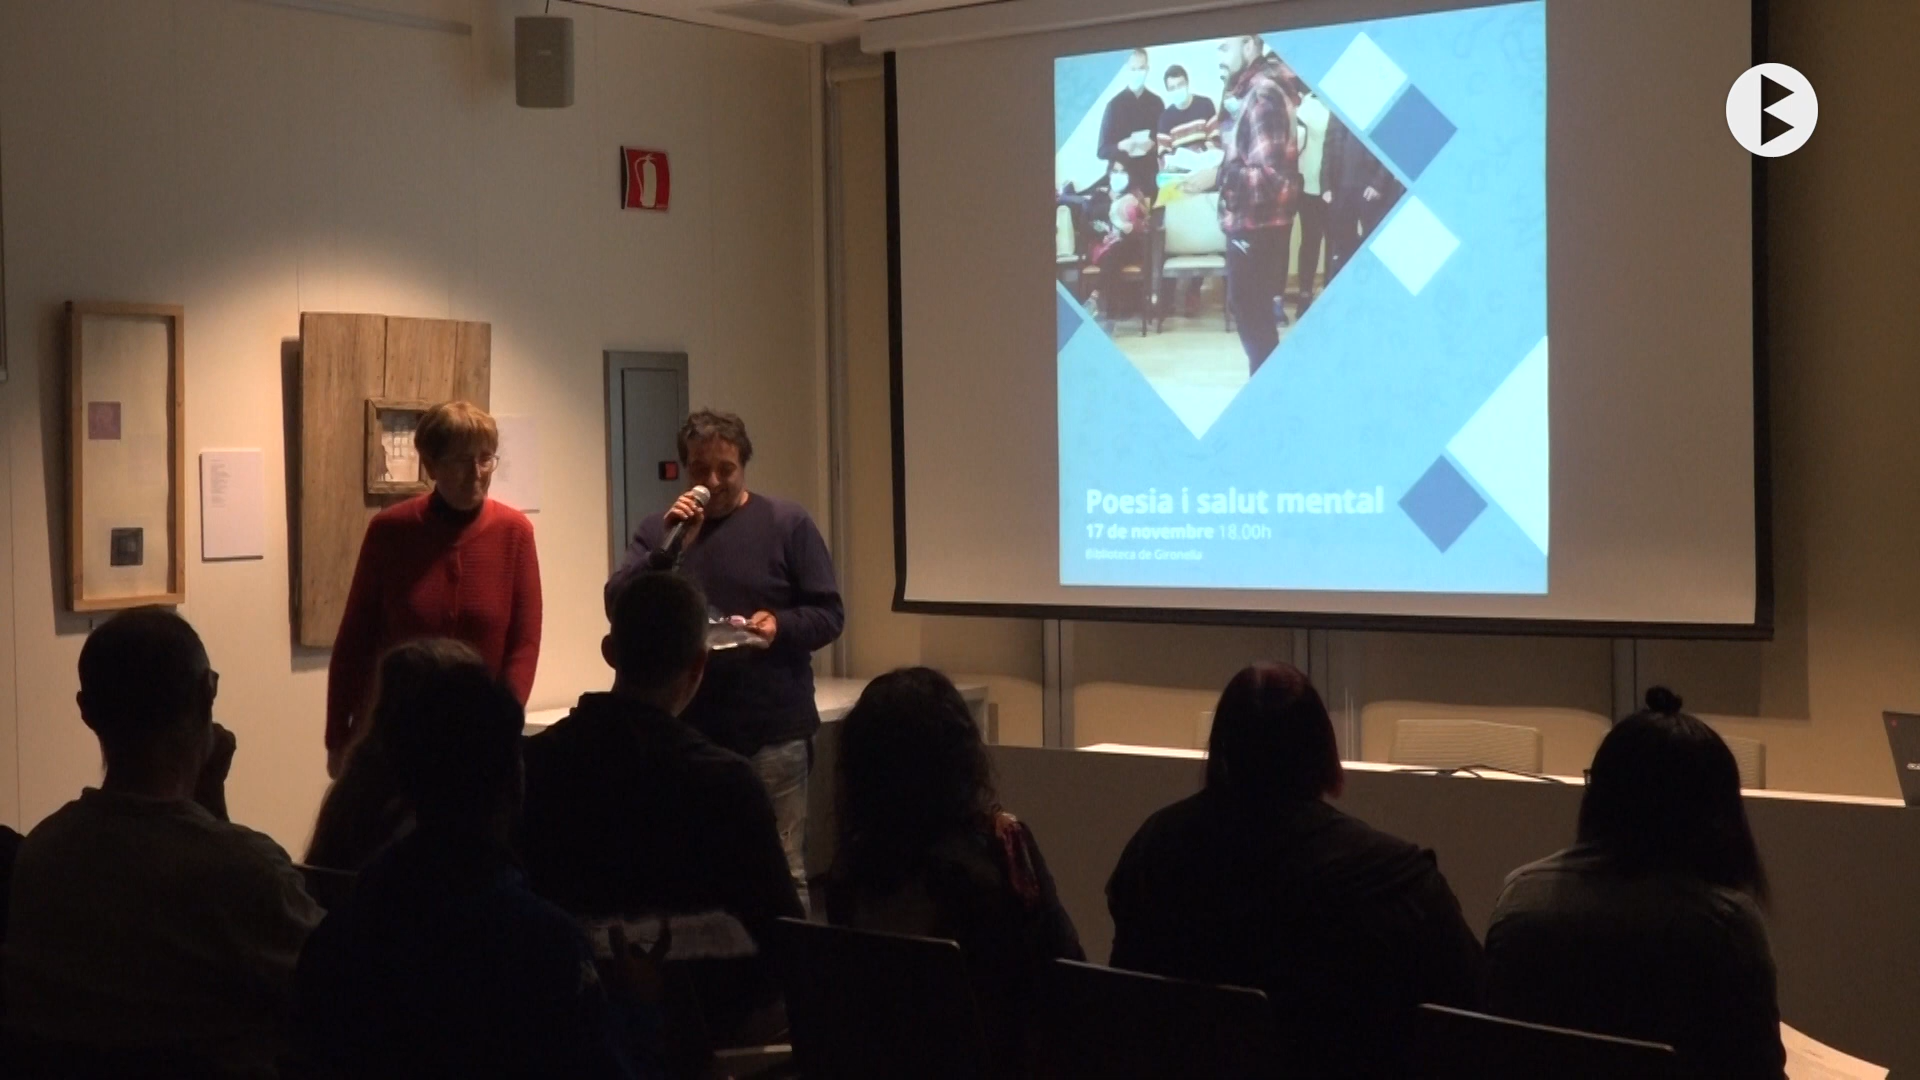 Poesia i salut mental
17 de novembre 18.00h
Biblioteca de Gironella